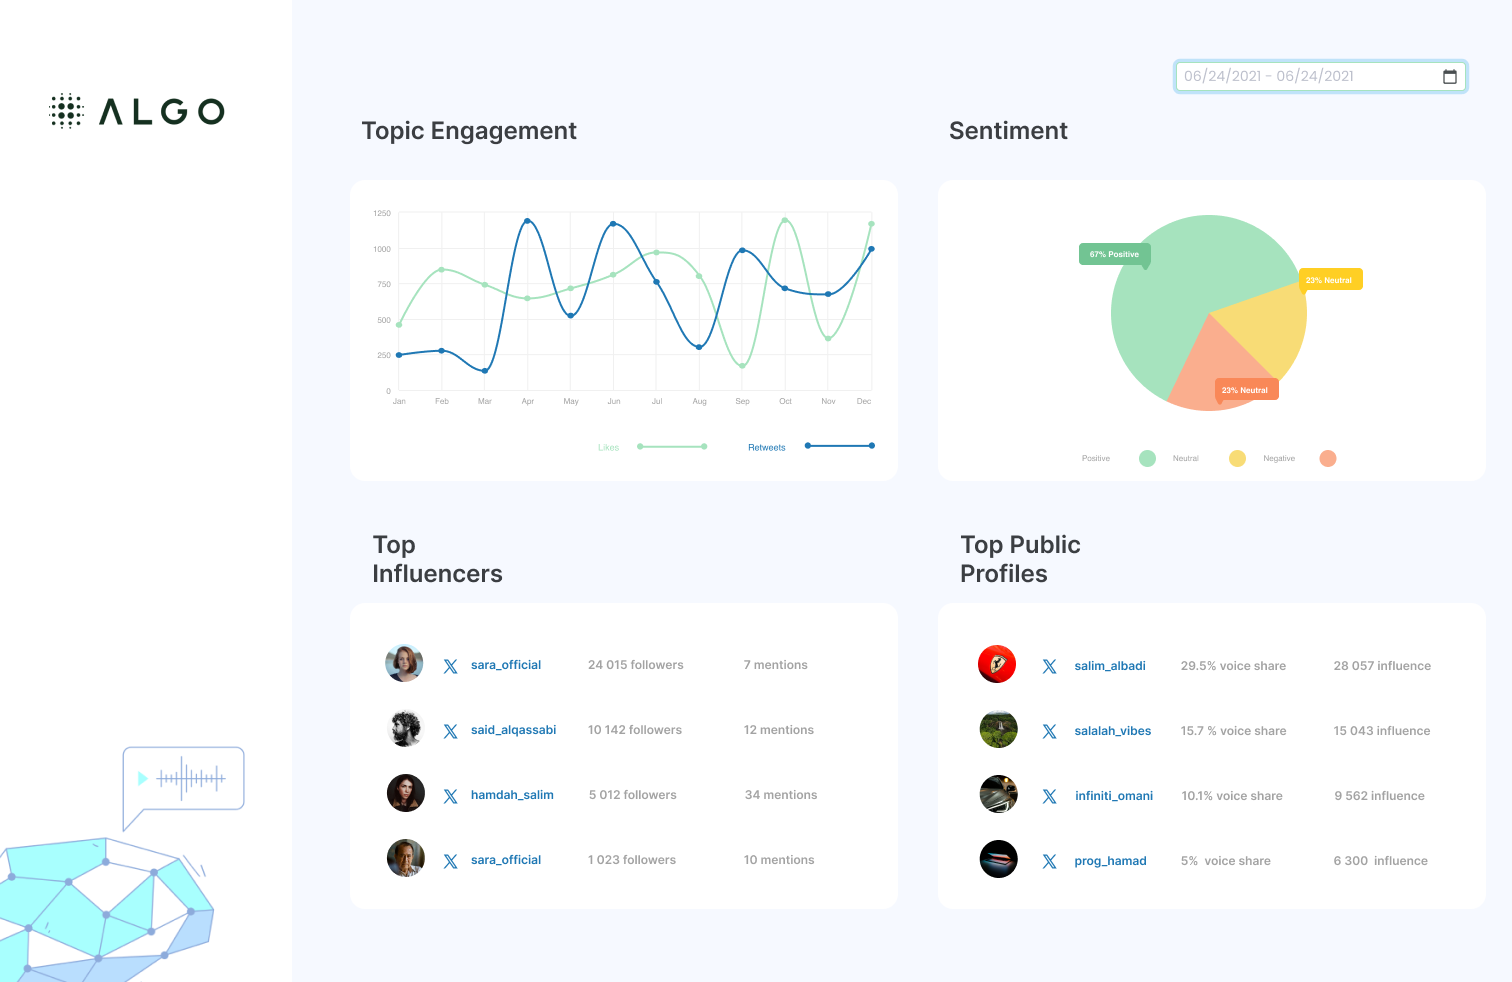 ALGO
06/24/2021 - 06/24/2021
Topic Engagement
Sentiment
1250
1000
750
500
250
0
Jan Feb Mar Apr May Jun Jul Aug Sep Oct Nov Dec
Likes Retweets
67% Positive
23% Neutral
23% Neutral
Positive Neutral Negative
Top
Influencers
sara_official 24 015 followers 7 mentions
said_alqassabi 10 142 followers 12 mentions
hamdah_salim 5 012 followers 34 mentions
sara_official 1 023 followers 10 mentions
Top Public
Profiles
salim_albadi 29.5% voice share 28 057 influence
salalah_vibes 15.7 % voice share 15 043 influence
infiniti_omani 10.1% voice share 9 562 influence
prog_hamad 5% voice share 6 300 influence